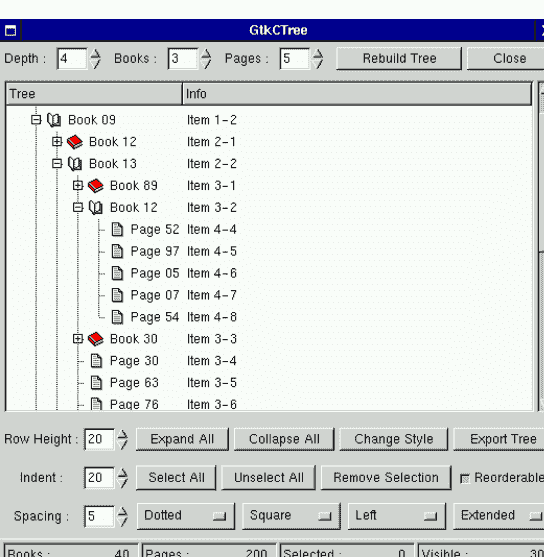 GtkCTree
Depth : 4 Books : 3 Pages : 5 Rebuild Tree Close
Tree Info
Book 09 Item 1-2
Book 12 Item 2-1
Book 13 Item 2-2
Book 89 Item 3-1
Book 12 Item 3-2
Page 52 Item 4-4
Page 97 Item 4-5
Page 05 Item 4-6
Page 07 Item 4-7
Page 54 Item 4-8
Book 30 Item 3-3
Page 30 Item 3-4
Page 63 Item 3-5
Page 76 Item 3-6
Row Height : 20 Expand All Collapse All Change Style Export Tree
Indent : 20 Select All Unselect All Remove Selection Reorderable
Spacing : 5 Dotted Square Left Extended
Books : 40 Pages : 200 Selected : 0 Visible : 30